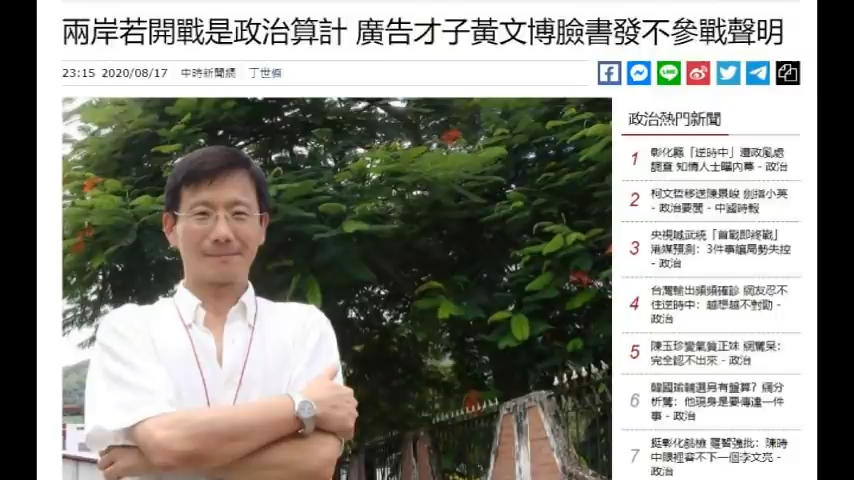 兩岸若開戰是政治算計 廣告才子黃文博臉書發不參戰聲明
23:15 2020/08/17 中時新聞網 丁世傑
政治熱門新聞
1 彰化縣「逆時中」遭政風處
調查 知情人士曝內幕 - 政治
2 柯文哲移送陳景峻 劍指小英
- 政治要聞 - 中國時報
3 央視喊武統「首戰即終戰」
港媒預測：3件事讓局勢失控
- 政治
4 台灣輸出頻頻確診 網友忍不
住逆時中：越想越不對勁 -
政治
5 陳玉珍變氣質正妹 網驚呆：
完全認不出來 - 政治
6 韓國瑜輔選另有盤算？ 網分
析驚：他現身是要傳達一件
事 - 政治
7 挺彰化篩檢 羅智強批：陳時
中眼裡容不下一個李文亮 -
政治